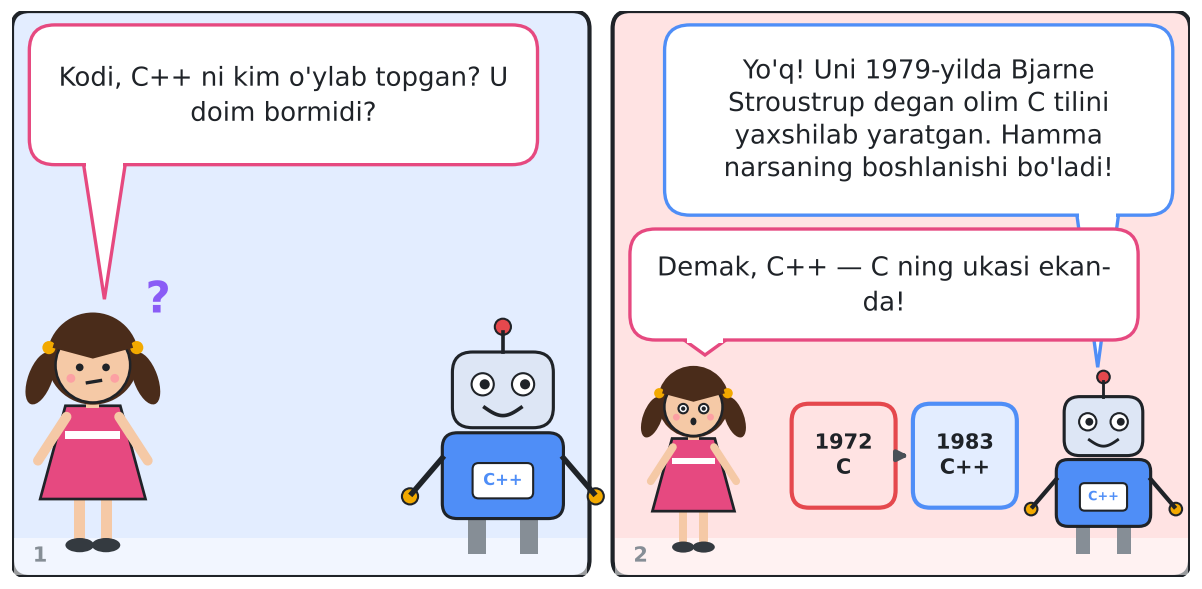 Kodi, C++ ni kim o'ylab topgan? U
doim bormidi?
?
C++
1
Yo'q! Uni 1979-yilda Bjarne
Stroustrup degan olim C tilini
yaxshilab yaratgan. Hamma
narsaning boshlanishi bo'ladi!
Demak, C++ — C ning ukasi ekan-
da!
1972
C
1983
C++
C++
2